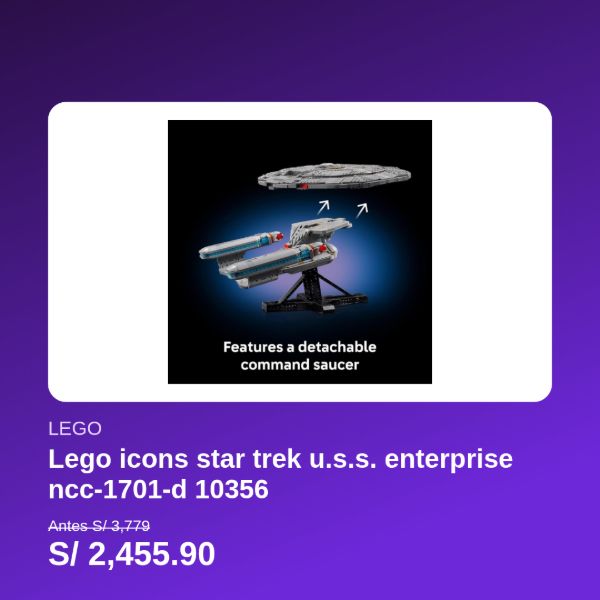 Features a detachable
command saucer
LEGO
Lego icons star trek u.s.s. enterprise
ncc-1701-d 10356
Antes S/ 3,779
S/ 2,455.90